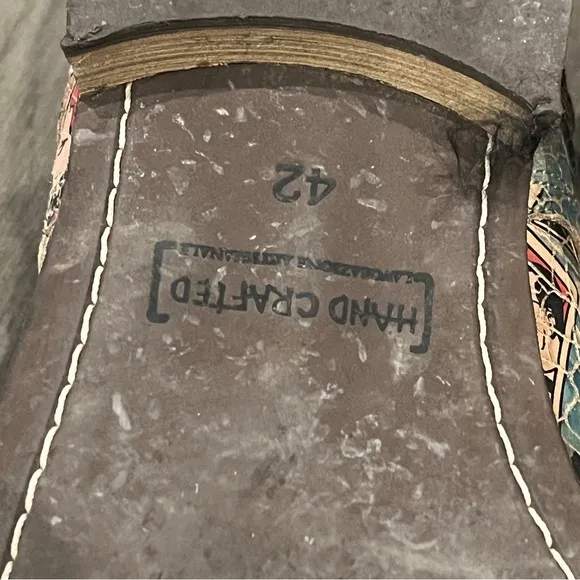 [HAND CRAFTED]
LAVORAZIONE ARTIGIANALE
42